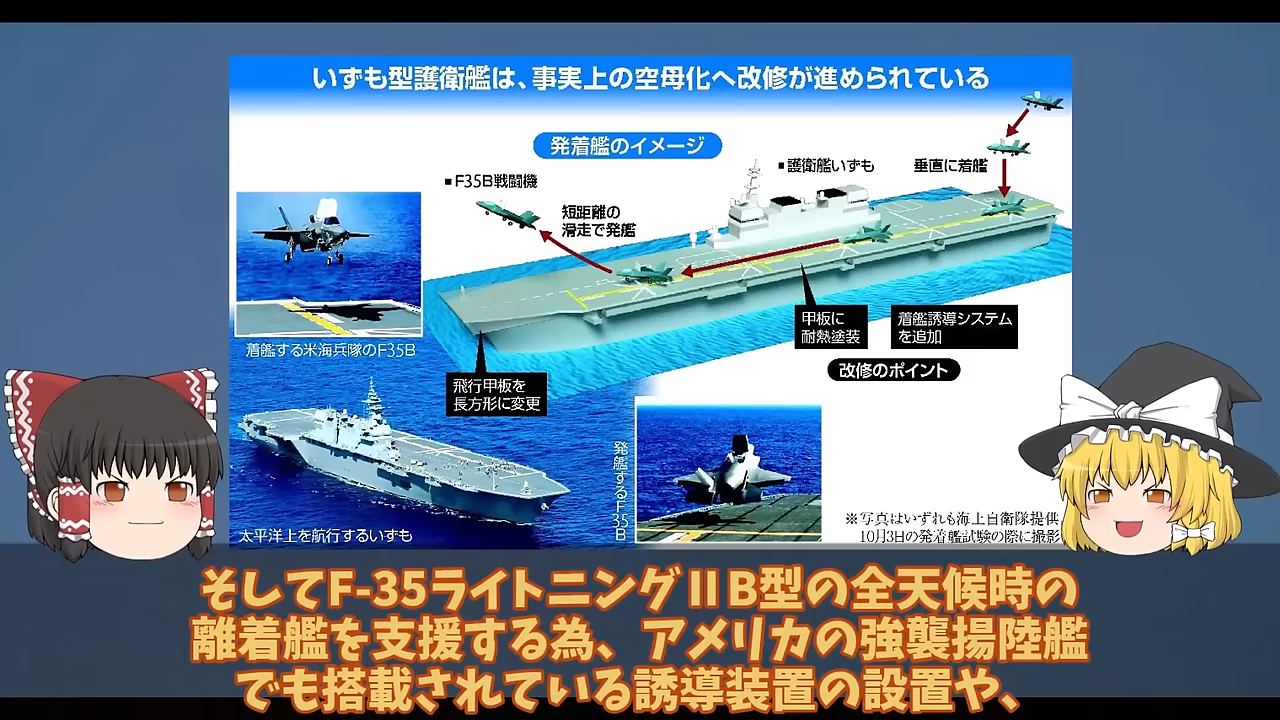 いずも型護衛艦は、事実上の空母化へ改修が進められている
発着艦のイメージ
■F35B戦闘機
短距離の
滑走で発艦
■護衛艦いずも
垂直に着艦
着艦する米海兵隊のF35B
甲板に
耐熱塗装
着艦誘導システム
を追加
改修のポイント
飛行甲板を
長方形に変更
発艦するF35B
太平洋上を航行するいずも
※写真はいずれも海上自衛隊提供
10月3日の発着艦試験の際に撮影
そしてF-35ライトニングⅡB型の全天候時の
離着艦を支援する為、アメリカの強襲揚陸艦
でも搭載されている誘導装置の設置や、